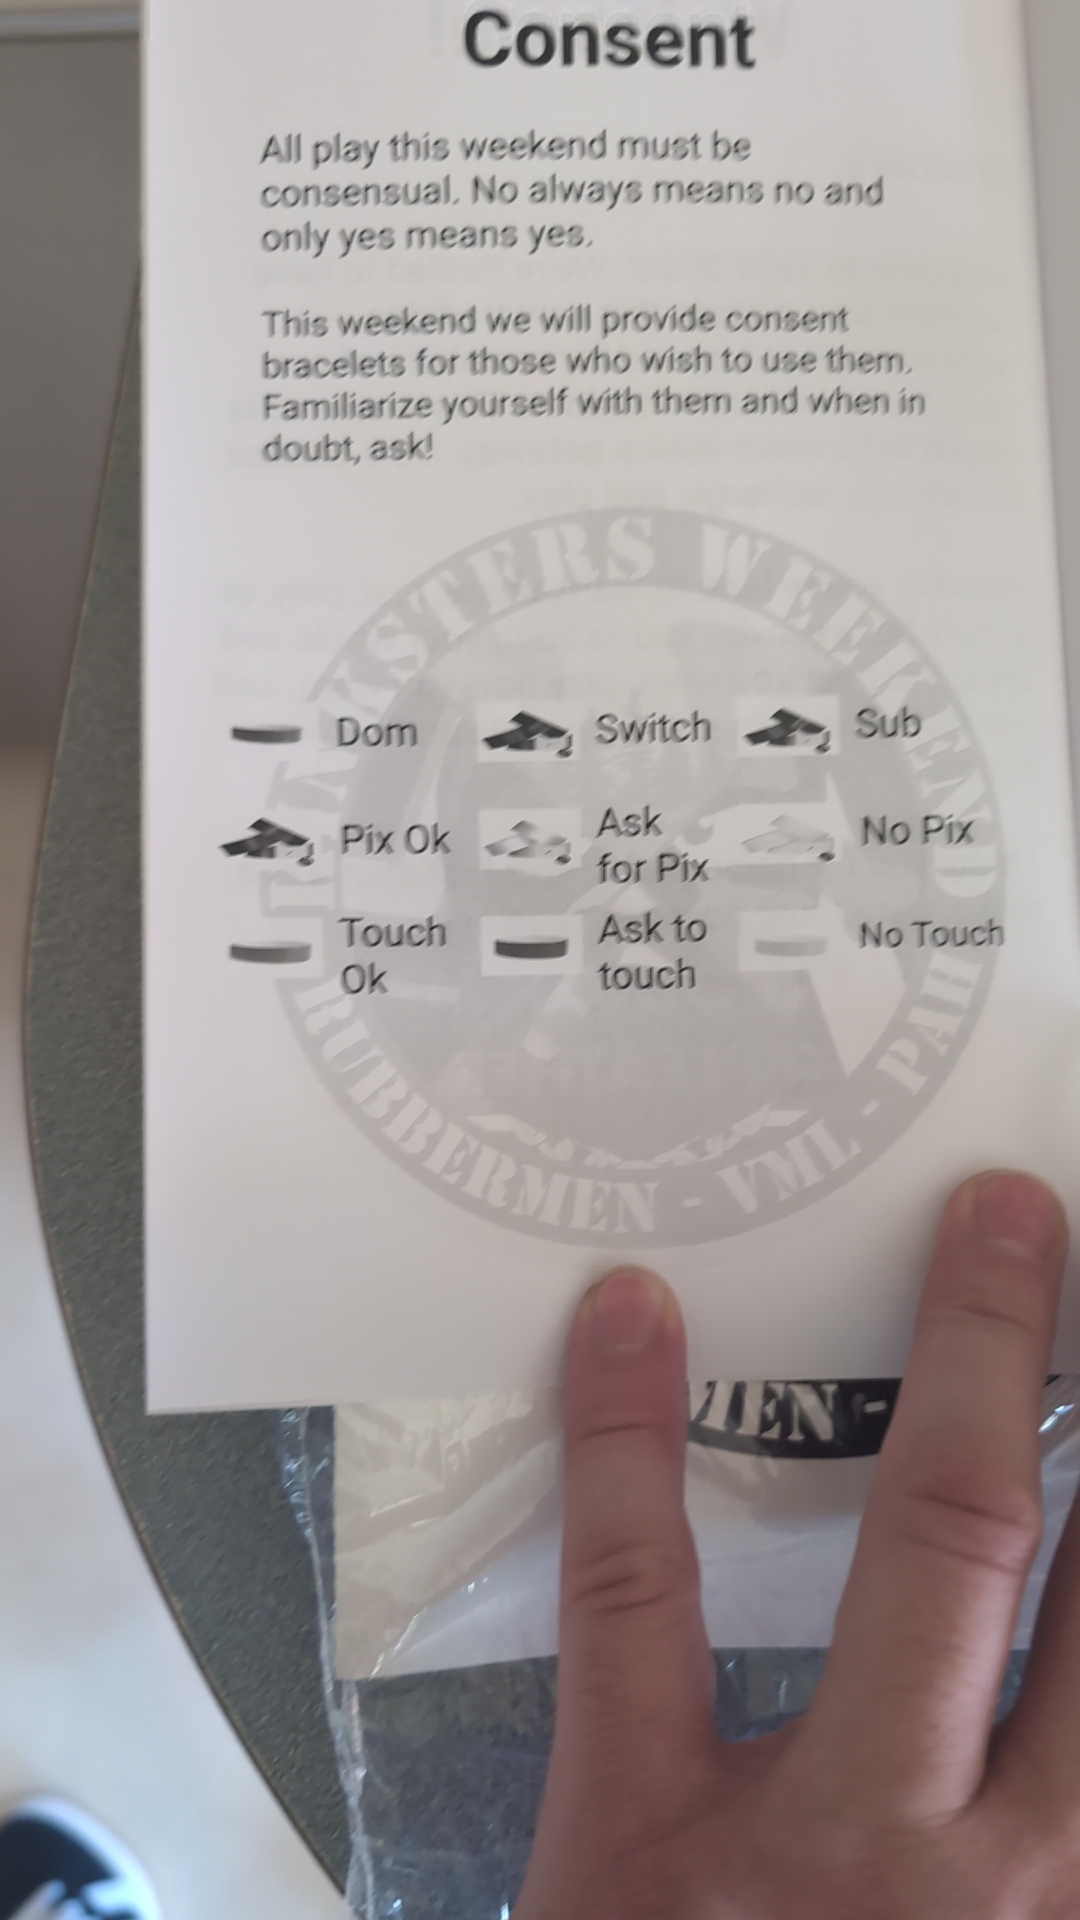 Consent
All play this weekend must be
consensual. No always means no and
only yes means yes.
This weekend we will provide consent
bracelets for those who wish to use them.
Familiarize yourself with them and when in
doubt, ask!
WEEKEND
Dom Switch Sub
Pix Ok Ask for Pix No Pix
Touch Ok Ask to touch No Touch
RUBBERMEN - VML - PAH
MEN -